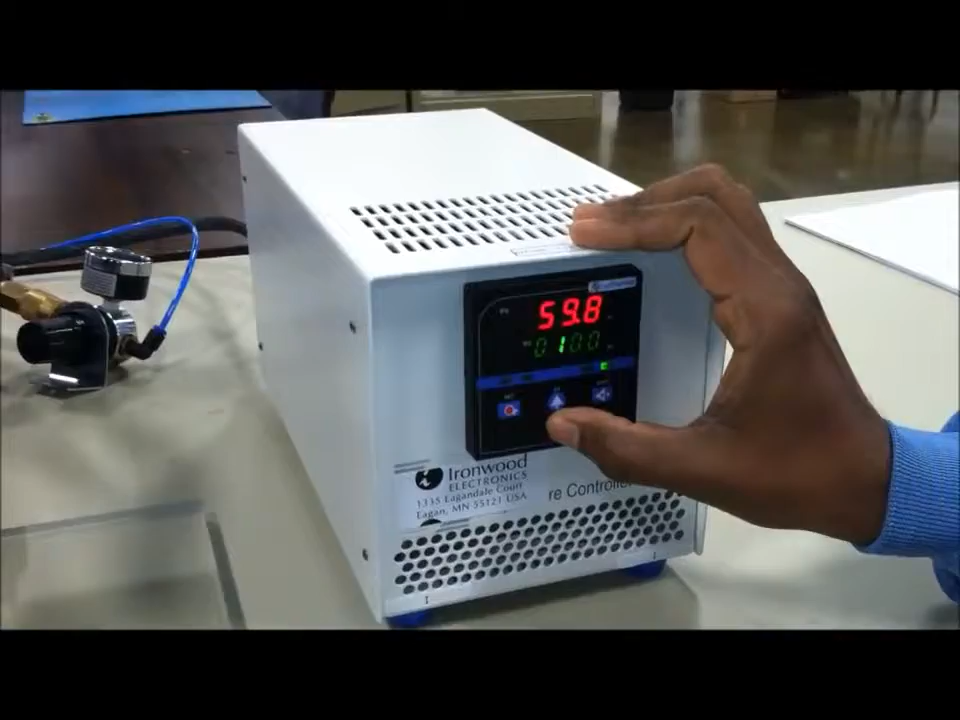 59.8
0100
Ironwood
ELECTRONICS
1335 Eagandale Court
Eagan, MN 55121 USA
re Controller